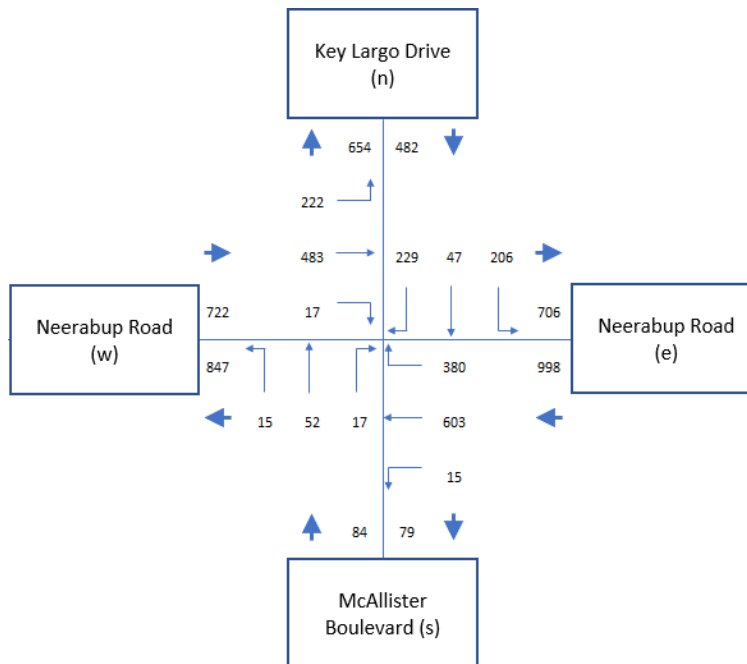 Key Largo Drive
(n)
654 482
222
483 229 47 206
Neerabup Road
(w)
722 17 706
Neerabup Road
(e)
847 380 998
15 52 17 603
15
84 79
McAllister
Boulevard (s)